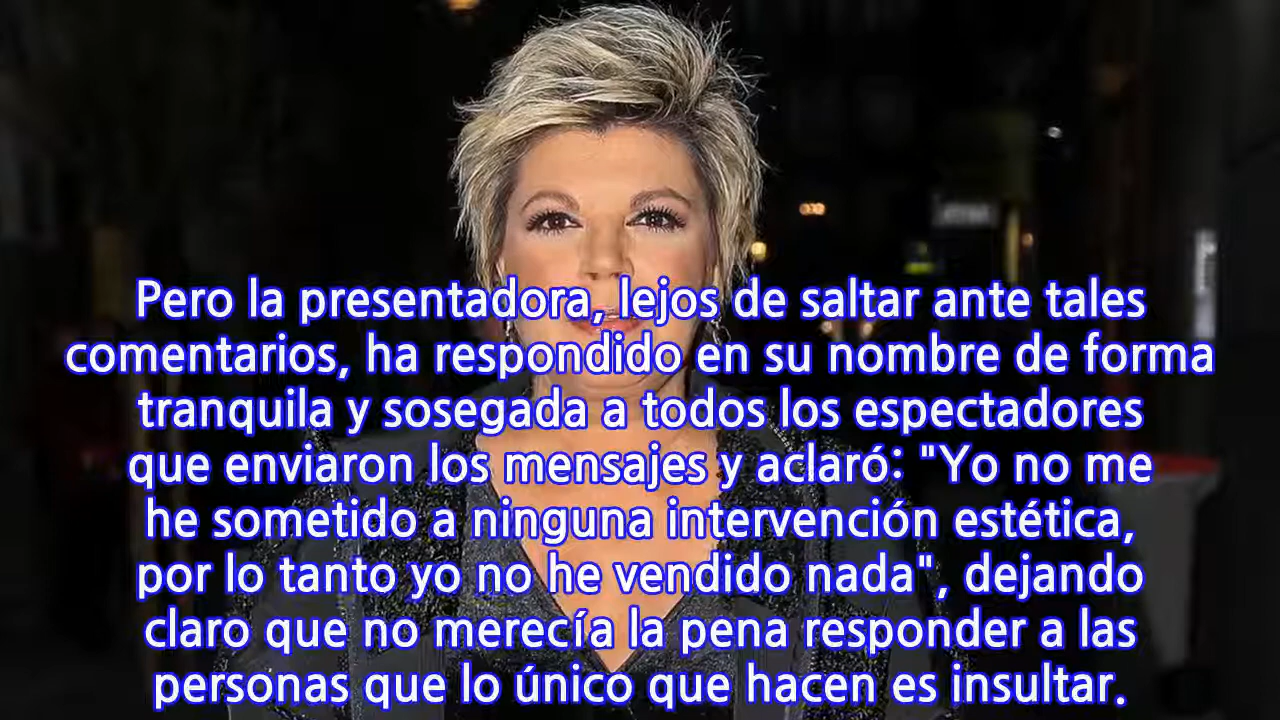 Pero la presentadora, lejos de saltar ante tales
comentarios, ha respondido en su nombre de forma
tranquila y sosegada a todos los espectadores
que enviaron los mensajes y aclaró: "Yo no me
he sometido a ninguna intervención estética,
por lo tanto yo no he vendido nada", dejando
claro que no merecía la pena responder a las
personas que lo único que hacen es insultar.